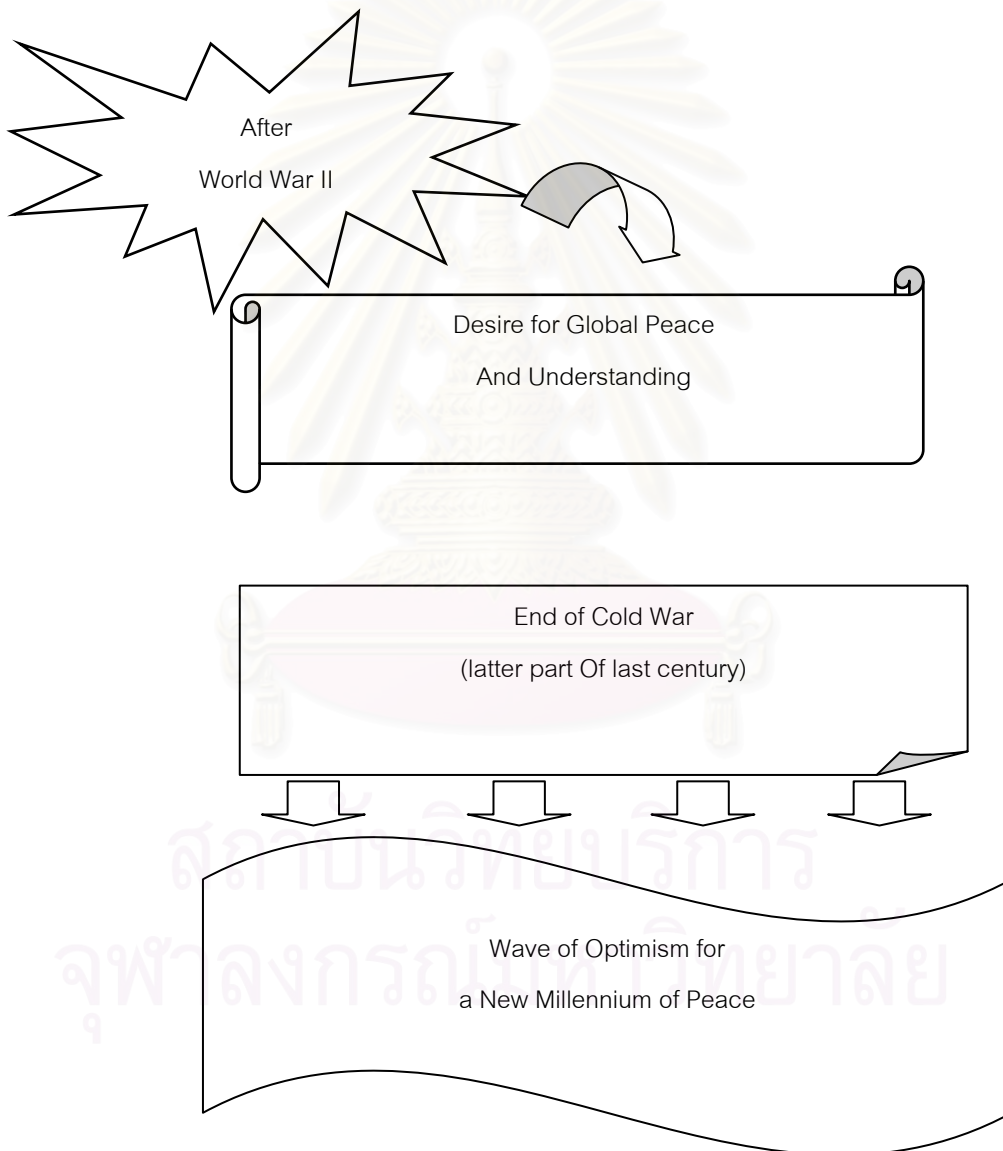 After
World War II
Desire for Global Peace
And Understanding
End of Cold War
(latter part Of last century)
สถาบันวิทยบริการ
Wave of Optimism for
จุฬาลงกรณ์มหาวิทยาลัย
a New Millennium of Peace